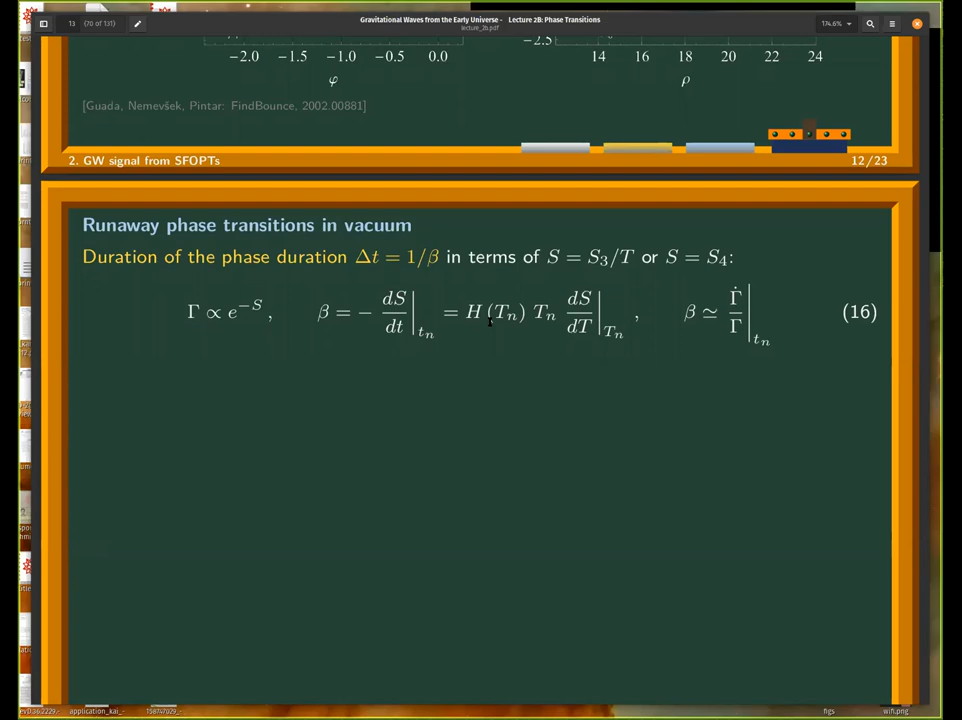 13 (70 of 131)
Gravitational Waves from the Early Universe - Lecture 2B: Phase Transitions
lecture_2b.pdf
174.6%
−2.0 −1.5 −1.0 −0.5 0.0
φ
−2.5
14 16 18 20 22 24
ρ
[Guada, Nemevšek, Pintar: FindBounce, 2002.00881]
2. GW signal from SFOPTs 12/23
Runaway phase transitions in vacuum
Duration of the phase duration Δt = 1/β in terms of S = S₃/T or S = S₄:
Γ ∝ e^{−S} , β = − dS/dt |_{t_n} = H (T_n) T_n dS/dT |_{T_n} , β ≃ Γ̇/Γ |_{t_n} (16)
application_kai_-
158747029_-
figs
wifi.png